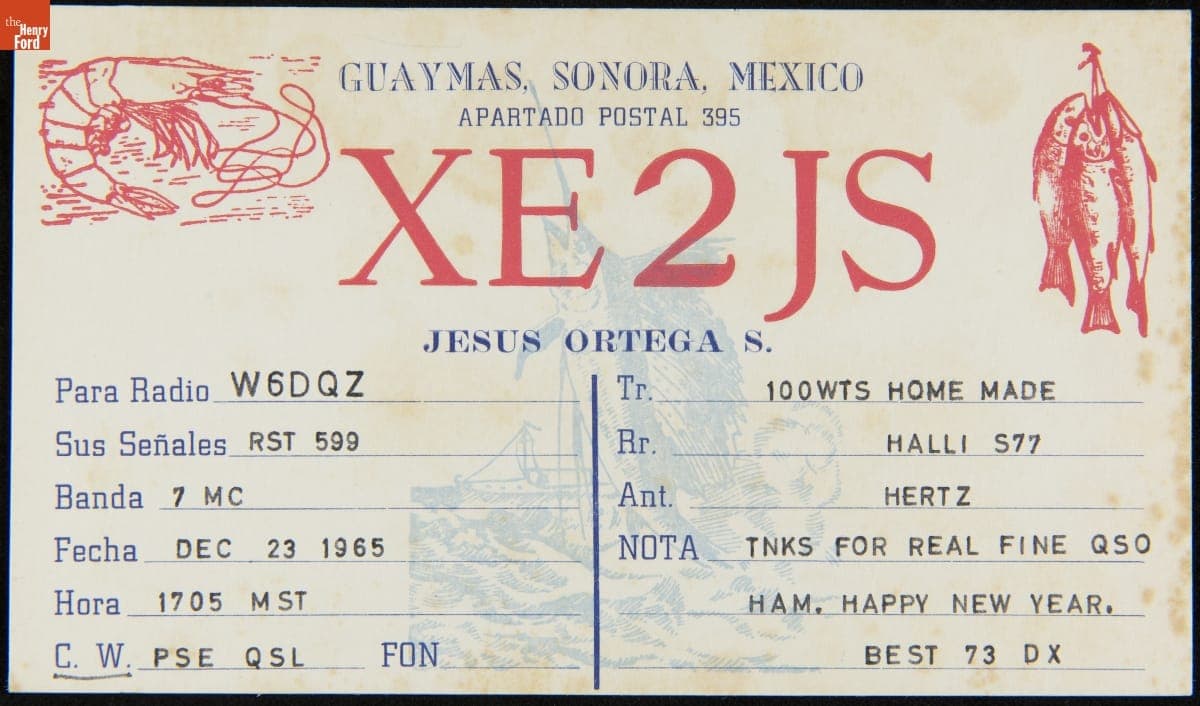 the Henry Ford
GUAYMAS, SONORA, MEXICO
APARTADO POSTAL 395
XE2JS
JESUS ORTEGA S.
Para Radio W6DQZ
Sus Señales RST 599
Banda 7 MC
Fecha DEC 23 1965
Hora 1705 MST
C. W. PSE QSL FON
Tr. 100WTS HOME MADE
Rr. HALLI S77
Ant. HERTZ
NOTA TNKS FOR REAL FINE QSO
HAM. HAPPY NEW YEAR.
BEST 73 DX